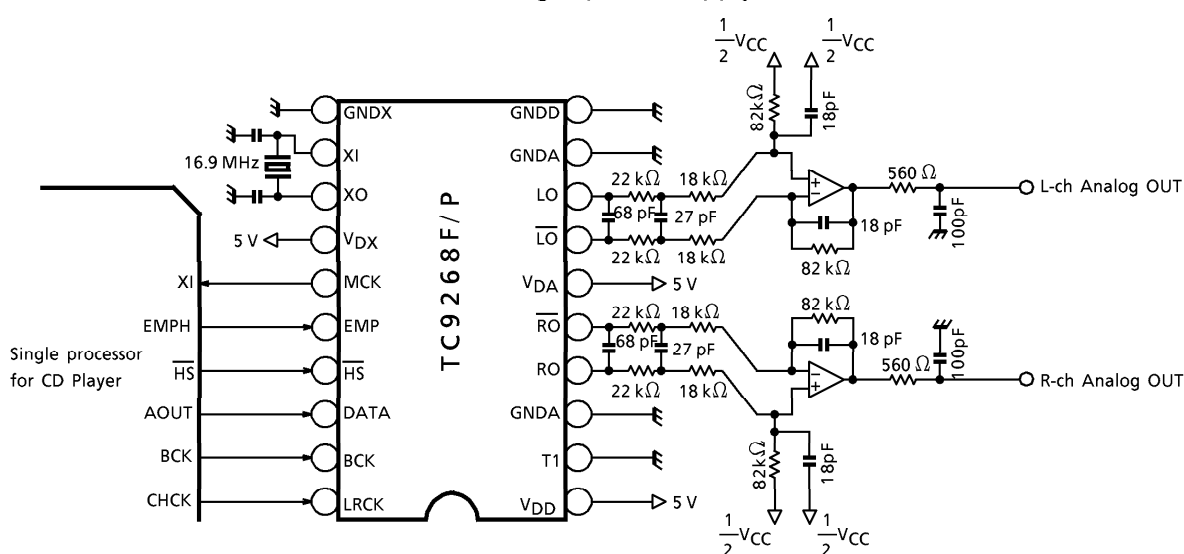 1/2 VCC
1/2 VCC
82kΩ
18pF
GNDX
GNDD
16.9 MHz
XI
GNDA
22 kΩ
18 kΩ
560 Ω
XO
LO
68 pF
27 pF
L-ch Analog OUT
5 V
VDX
LO
18 pF
100pF
22 kΩ
18 kΩ
82 kΩ
XI
MCK
VDA
5 V
TC9268F/P
82 kΩ
EMPH
EMP
RO
22 kΩ
18 kΩ
68 pF
27 pF
18 pF
100pF
Single processor
for CD Player
HS
HS
RO
22 kΩ
18 kΩ
560 Ω
R-ch Analog OUT
AOUT
DATA
GNDA
BCK
BCK
T1
82kΩ
18pF
CHCK
LRCK
VDD
5 V
1/2 VCC
1/2 VCC